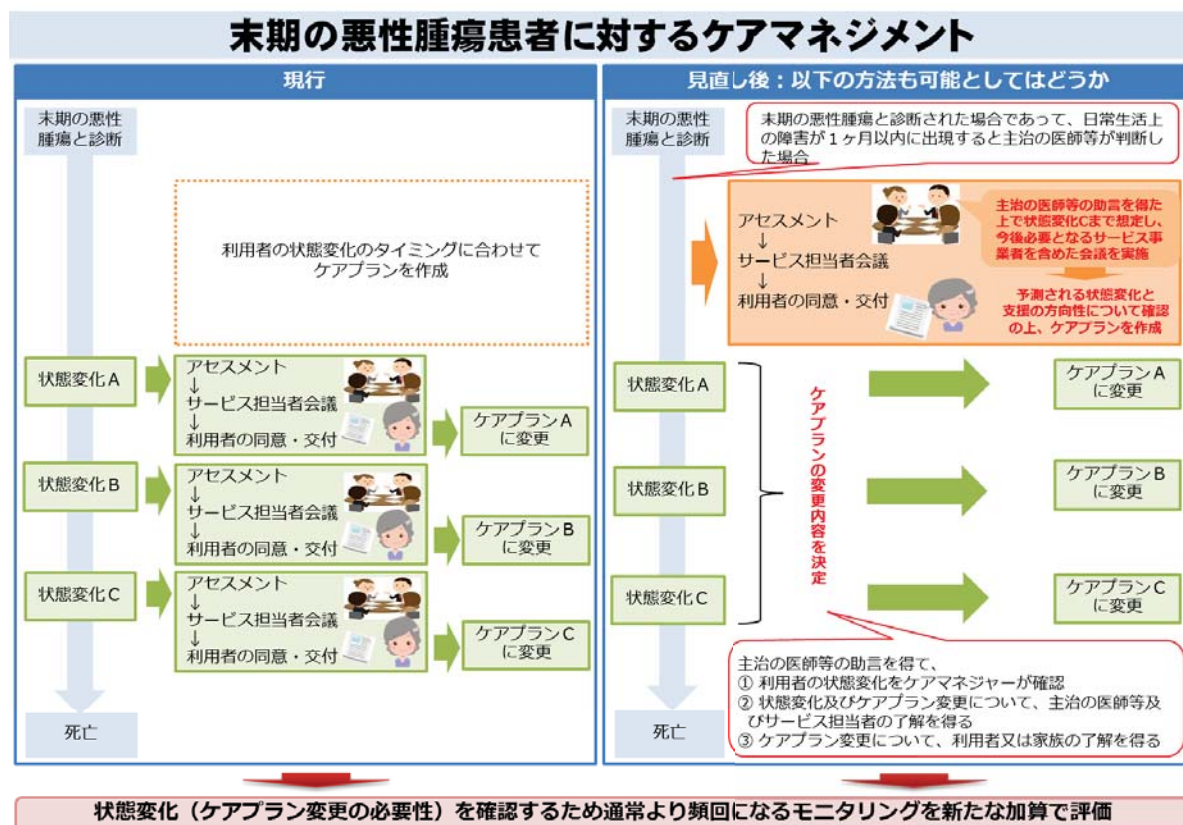 末期の悪性腫瘍患者に対するケアマネジメント
現行
末期の悪性
腫瘍と診断
利用者の状態変化のタイミングに合わせて
ケアプランを作成
状態変化A
アセスメント
↓
サービス担当者会議
↓
利用者の同意・交付
ケアプランA
に変更
状態変化B
アセスメント
↓
サービス担当者会議
↓
利用者の同意・交付
ケアプランB
に変更
状態変化C
アセスメント
↓
サービス担当者会議
↓
利用者の同意・交付
ケアプランC
に変更
死亡
見直し後：以下の方法も可能としてはどうか
末期の悪性
腫瘍と診断
末期の悪性腫瘍と診断された場合であって、日常生活上
の障害が１ヶ月以内に出現すると主治の医師等が判断し
た場合
アセスメント
↓
サービス担当者会議
↓
利用者の同意・交付
主治の医師等の助言を得た
上で状態変化Cまで想定し、
今後必要となるサービス事
業者を含めた会議を実施
予測される状態変化と
支援の方向性について確認
の上、ケアプランを作成
状態変化A
状態変化B
状態変化C
ケアプランの変更内容を決定
ケアプランA
に変更
ケアプランB
に変更
ケアプランC
に変更
主治の医師等の助言を得て、
① 利用者の状態変化をケアマネジャーが確認
② 状態変化及びケアプラン変更について、主治の医師等及
びサービス担当者の了解を得る
③ ケアプラン変更について、利用者又は家族の了解を得る
死亡
状態変化（ケアプラン変更の必要性）を確認するため通常より頻回になるモニタリングを新たな加算で評価